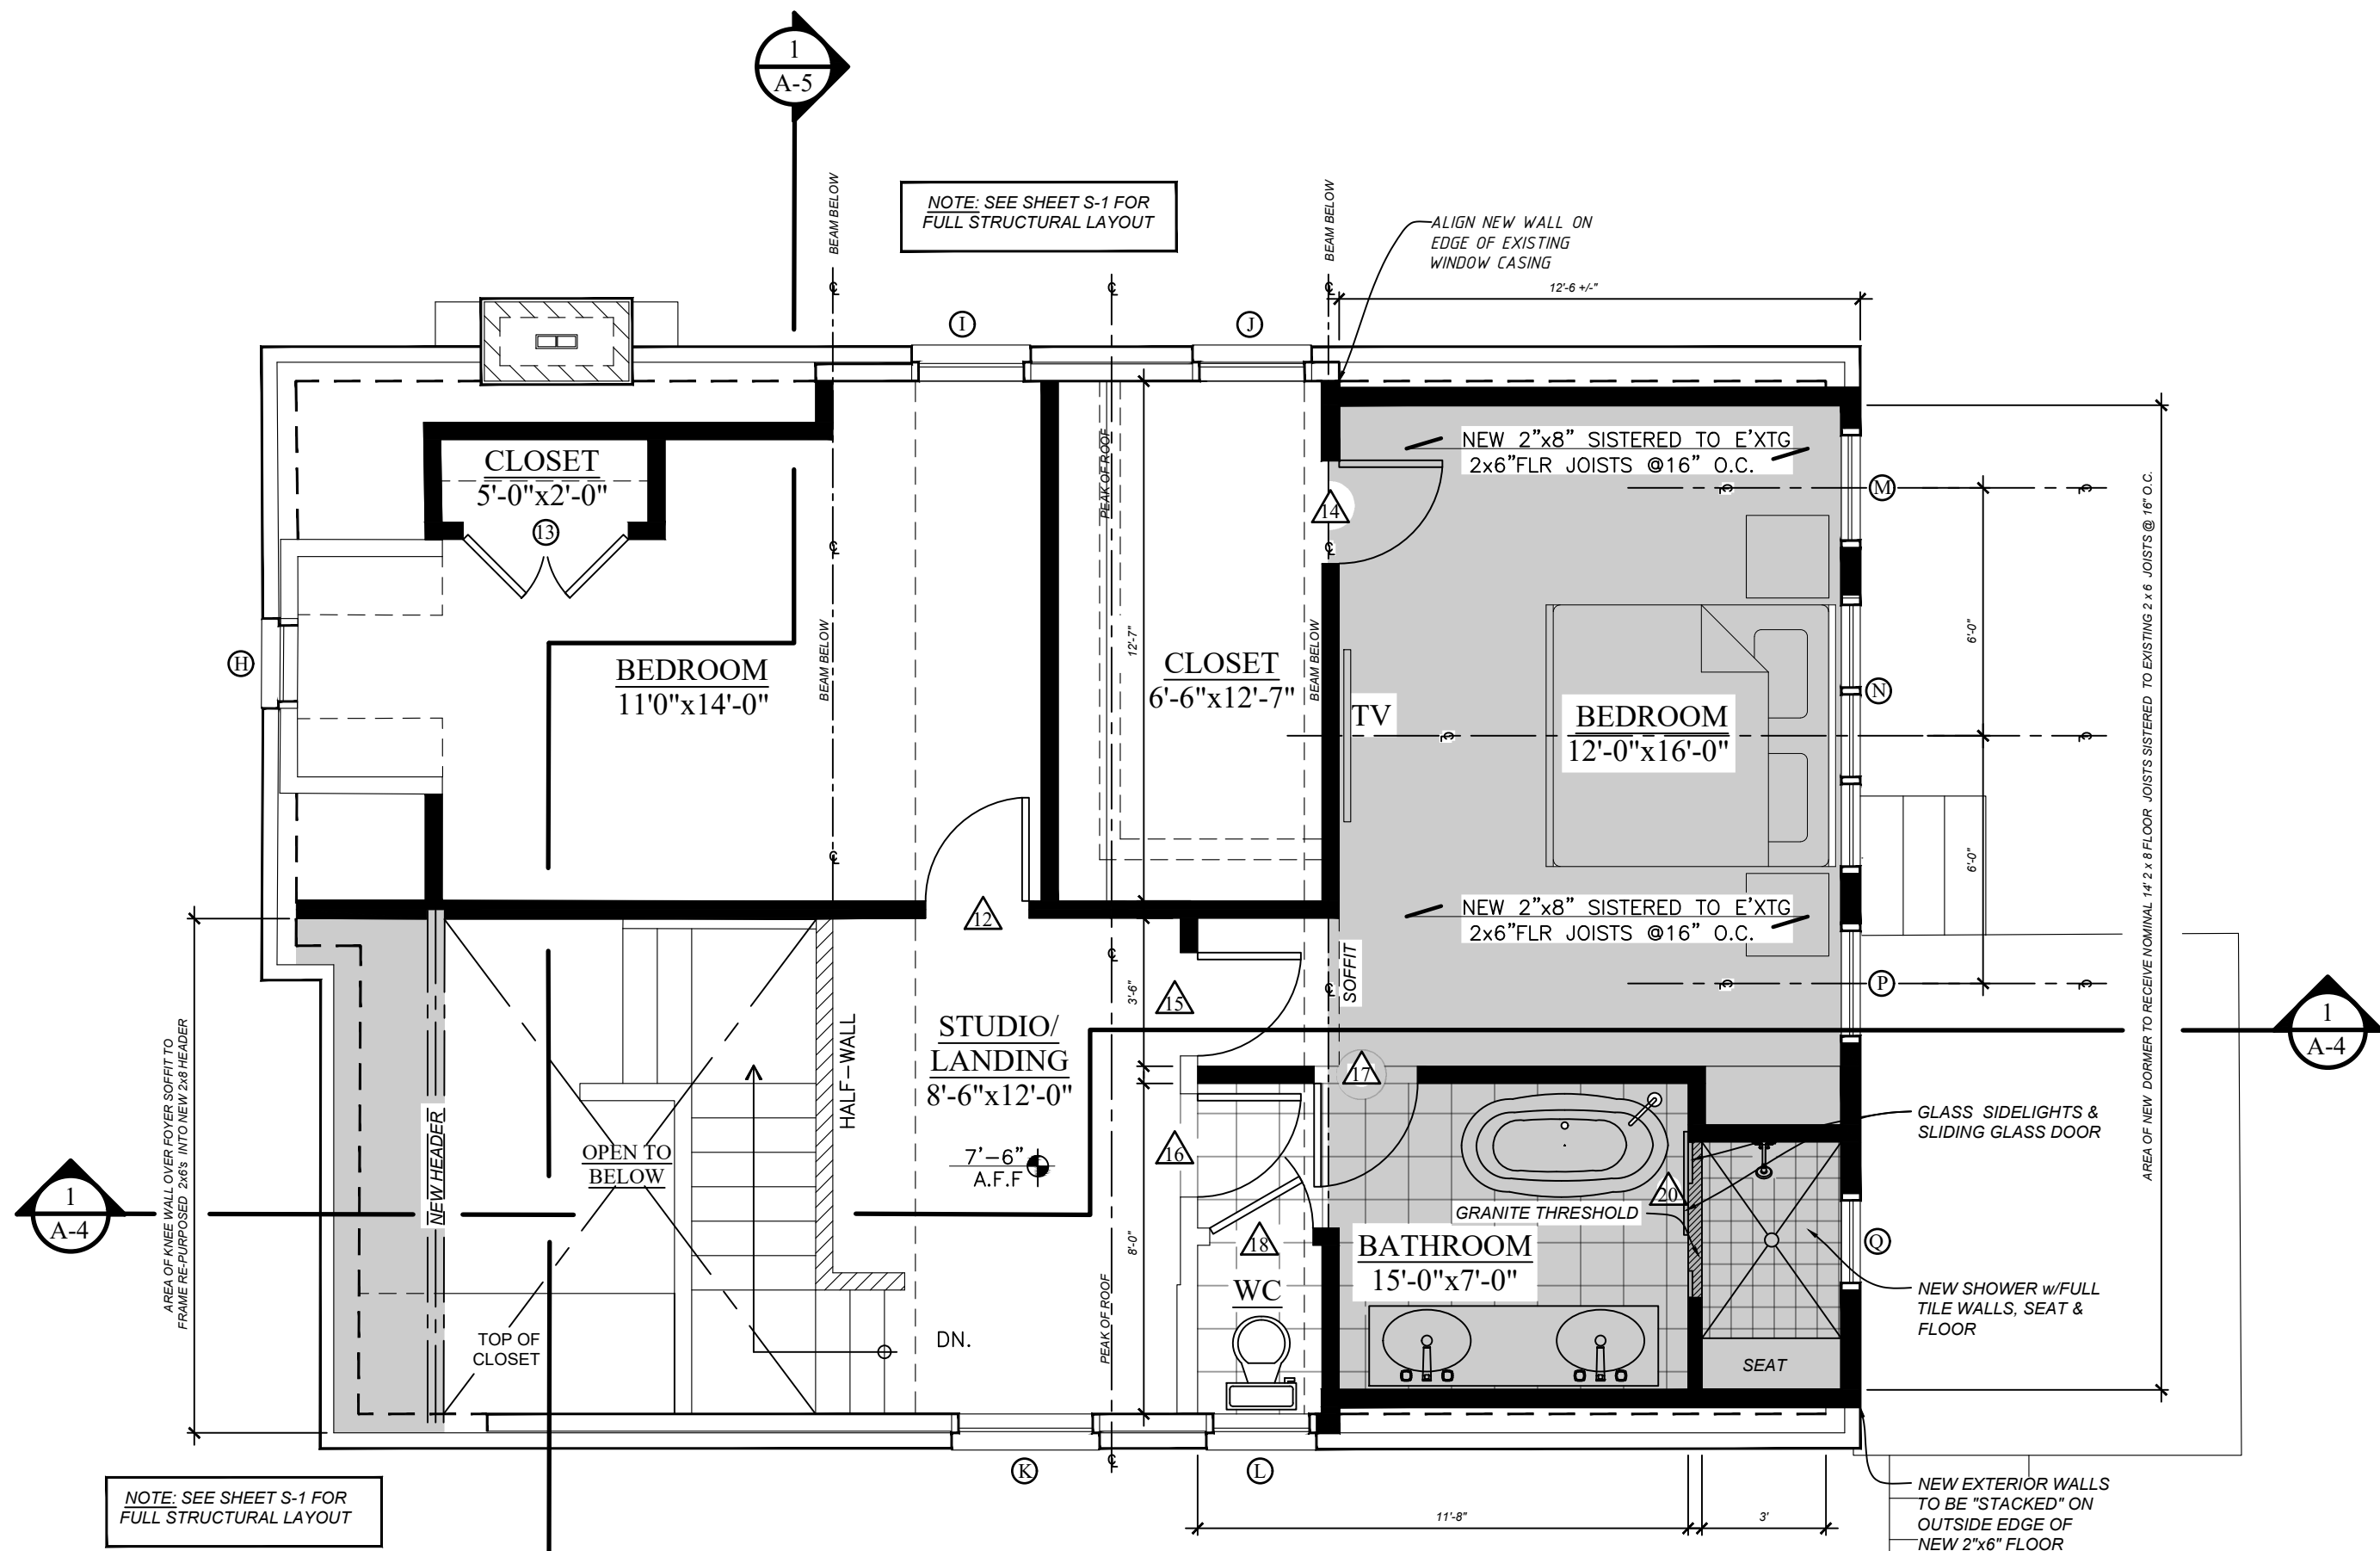 1
A-5
BEAM BELOW
NOTE: SEE SHEET S-1 FOR
FULL STRUCTURAL LAYOUT
BEAM BELOW
ALIGN NEW WALL ON
EDGE OF EXISTING
WINDOW CASING
12'-6 +/-"
I
J
CLOSET
5'-0"x2'-0"
13
PEAK OF ROOF
14
NEW 2"x8" SISTERED TO E'XTG
2x6"FLR JOISTS @16" O.C.
M
H
BEDROOM
11'0"x14'-0"
BEAM BELOW
12'-7"
CLOSET
6'-6"x12'-7"
BEAM BELOW
TV
BEDROOM
12'-0"x16'-0"
N
6'-0"
6'-0"
AREA OF NEW DORMER TO RECEIVE NOMINAL 14' 2 x 8 FLOOR JOISTS SISTERED TO EXISTING 2 x 6 JOISTS @ 16" O.C.
12
NEW 2"x8" SISTERED TO E'XTG
2x6"FLR JOISTS @16" O.C.
SOFFIT
P
3'-6"
15
STUDIO/
LANDING
8'-6"x12'-0"
HALF-WALL
1
A-4
17
AREA OF KNEE WALL OVER FOYER SOFFIT TO
FRAME RE-PURPOSED 2x6's INTO NEW 2x8 HEADER
NEW HEADER
OPEN TO
BELOW
7'-6"
A.F.F
16
GLASS SIDELIGHTS &
SLIDING GLASS DOOR
20
GRANITE THRESHOLD
1
A-4
8'-0"
18
BATHROOM
15'-0"x7'-0"
Q
WC
NEW SHOWER w/FULL
TILE WALLS, SEAT &
FLOOR
PEAK OF ROOF
TOP OF
CLOSET
DN.
SEAT
K
L
NOTE: SEE SHEET S-1 FOR
FULL STRUCTURAL LAYOUT
11'-8"
3'
NEW EXTERIOR WALLS
TO BE "STACKED" ON
OUTSIDE EDGE OF
NEW 2"x6" FLOOR